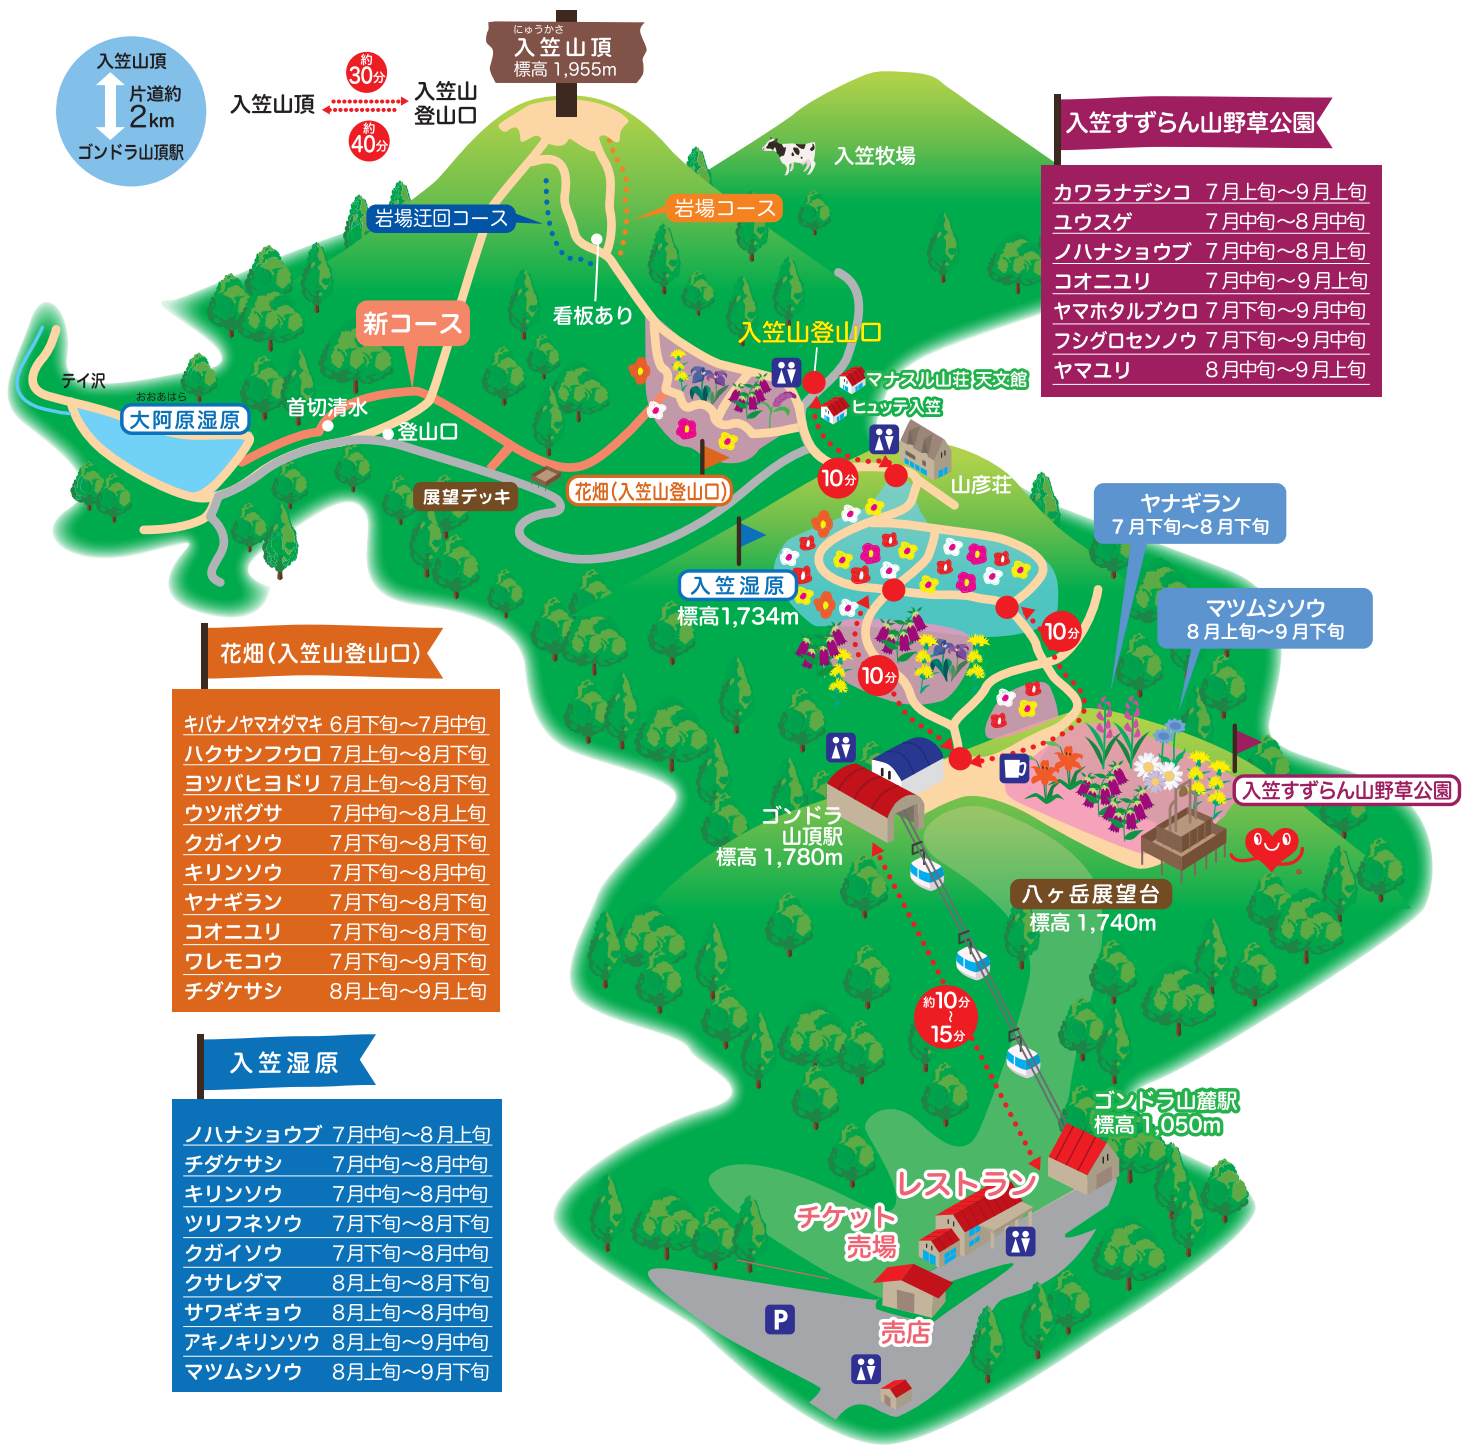 にゅうかさ
入笠山頂
標高 1,955m
入笠山頂
片道約
2km
ゴンドラ山頂駅
入笠山頂
約
30分
約
40分
入笠山
登山口
入笠牧場
岩場迂回コース
岩場コース
看板あり
新コース
テイ沢
おおあはら
大阿原湿原
首切清水
登山口
展望デッキ
花畑(入笠山登山口)
入笠山登山口
マナスル山荘 天文館
ヒュッテ入笠
山彦荘
10分
入笠湿原
標高1,734m
10分
10分
ヤナギラン
7月下旬〜8月下旬
マツムシソウ
8月上旬〜9月下旬
入笠すずらん山野草公園
ゴンドラ
山頂駅
標高 1,780m
八ヶ岳展望台
標高 1,740m
約10分
〜
15分
ゴンドラ山麓駅
標高 1,050m
レストラン
チケット
売場
売店
P
入笠すずらん山野草公園
カワラナデシコ 7月上旬〜9月上旬
ユウスゲ 7月中旬〜8月中旬
ノハナショウブ 7月中旬〜8月上旬
コオニユリ 7月中旬〜9月上旬
ヤマホタルブクロ 7月下旬〜9月中旬
フシグロセンノウ 7月下旬〜9月中旬
ヤマユリ 8月中旬〜9月上旬
花畑(入笠山登山口)
キバナノヤマオダマキ 6月下旬〜7月中旬
ハクサンフウロ 7月上旬〜8月下旬
ヨツバヒヨドリ 7月上旬〜8月下旬
ウツボグサ 7月中旬〜8月上旬
クガイソウ 7月下旬〜8月下旬
キリンソウ 7月下旬〜8月中旬
ヤナギラン 7月下旬〜8月下旬
コオニユリ 7月下旬〜8月下旬
ワレモコウ 7月下旬〜9月下旬
チダケサシ 8月上旬〜9月上旬
入笠湿原
ノハナショウブ 7月中旬〜8月上旬
チダケサシ 7月中旬〜8月中旬
キリンソウ 7月中旬〜8月中旬
ツリフネソウ 7月下旬〜8月下旬
クガイソウ 7月下旬〜8月中旬
クサレダマ 8月上旬〜8月下旬
サワギキョウ 8月上旬〜8月中旬
アキノキリンソウ 8月上旬〜9月中旬
マツムシソウ 8月上旬〜9月下旬